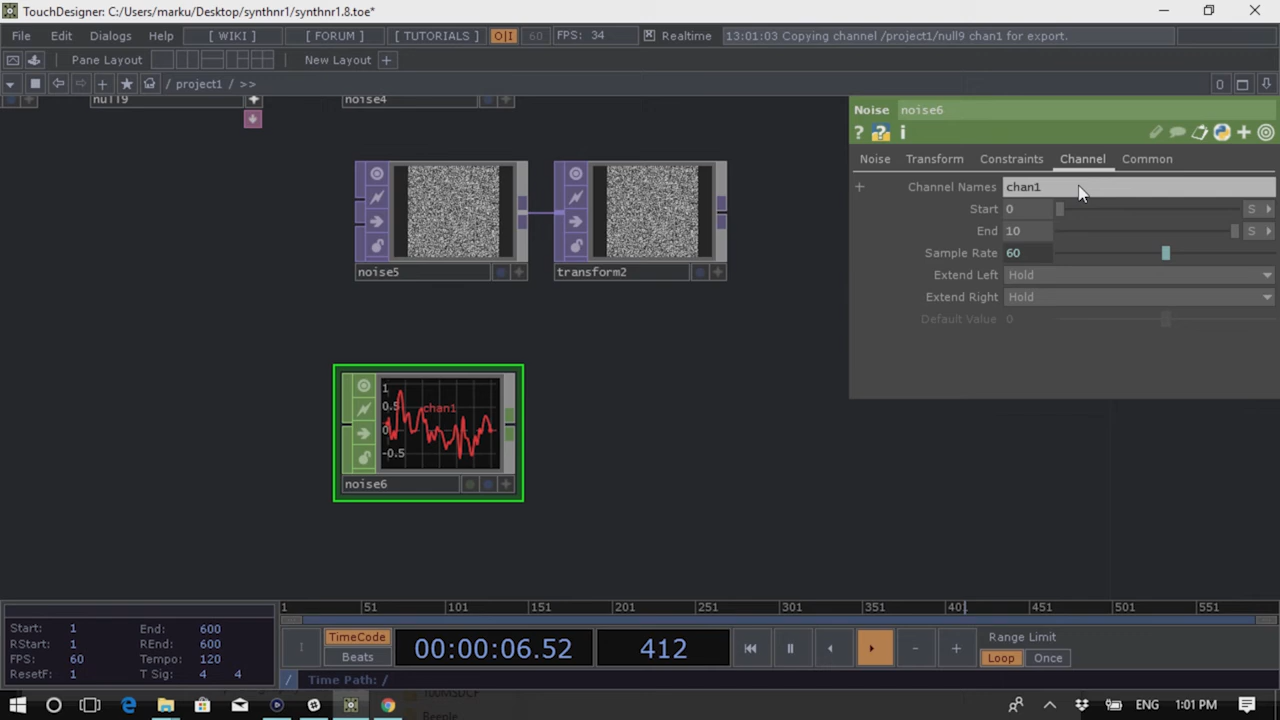 TouchDesigner: C:/Users/marku/Desktop/synthnr1/synthnr1.8.toe*
File Edit Dialogs Help [ WIKI ] [ FORUM ] [ TUTORIALS ] O|I 60 FPS: 34 Realtime 13:01:03 Copying channel /project1/null9 chan1 for export.
Pane Layout New Layout +
/ project1 / >> 0
null9 noise4
Noise noise6
? ? i
Noise Transform Constraints Channel Common
+ Channel Names chan1
Start 0 S
End 10 S
Sample Rate 60
Extend Left Hold
Extend Right Hold
Default Value 0
noise5 transform2
1
0.5 chan1
0
-0.5
noise6
1 51 101 151 201 251 301 351 401 451 501 551
Start: 1 End: 600
RStart: 1 REnd: 600
FPS: 60 Tempo: 120
ResetF: 1 T Sig: 4 4
TimeCode
Beats
00:00:06.52 412
- +
Range Limit
Loop Once
/ Time Path: /
100MSDCF
Beeple
ENG 1:01 PM